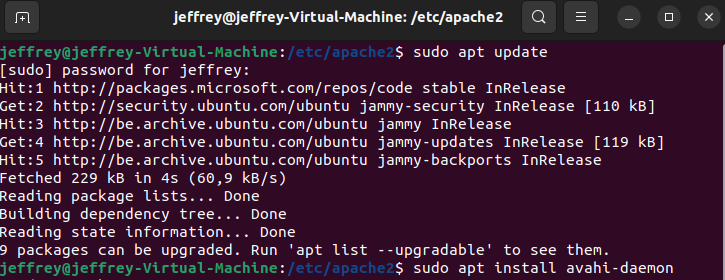 jeffrey@jeffrey-Virtual-Machine: /etc/apache2
jeffrey@jeffrey-Virtual-Machine:/etc/apache2$ sudo apt update
[sudo] password for jeffrey:
Hit:1 http://packages.microsoft.com/repos/code stable InRelease
Get:2 http://security.ubuntu.com/ubuntu jammy-security InRelease [110 kB]
Hit:3 http://be.archive.ubuntu.com/ubuntu jammy InRelease
Get:4 http://be.archive.ubuntu.com/ubuntu jammy-updates InRelease [119 kB]
Hit:5 http://be.archive.ubuntu.com/ubuntu jammy-backports InRelease
Fetched 229 kB in 4s (60,9 kB/s)
Reading package lists... Done
Building dependency tree... Done
Reading state information... Done
9 packages can be upgraded. Run 'apt list --upgradable' to see them.
jeffrey@jeffrey-Virtual-Machine:/etc/apache2$ sudo apt install avahi-daemon